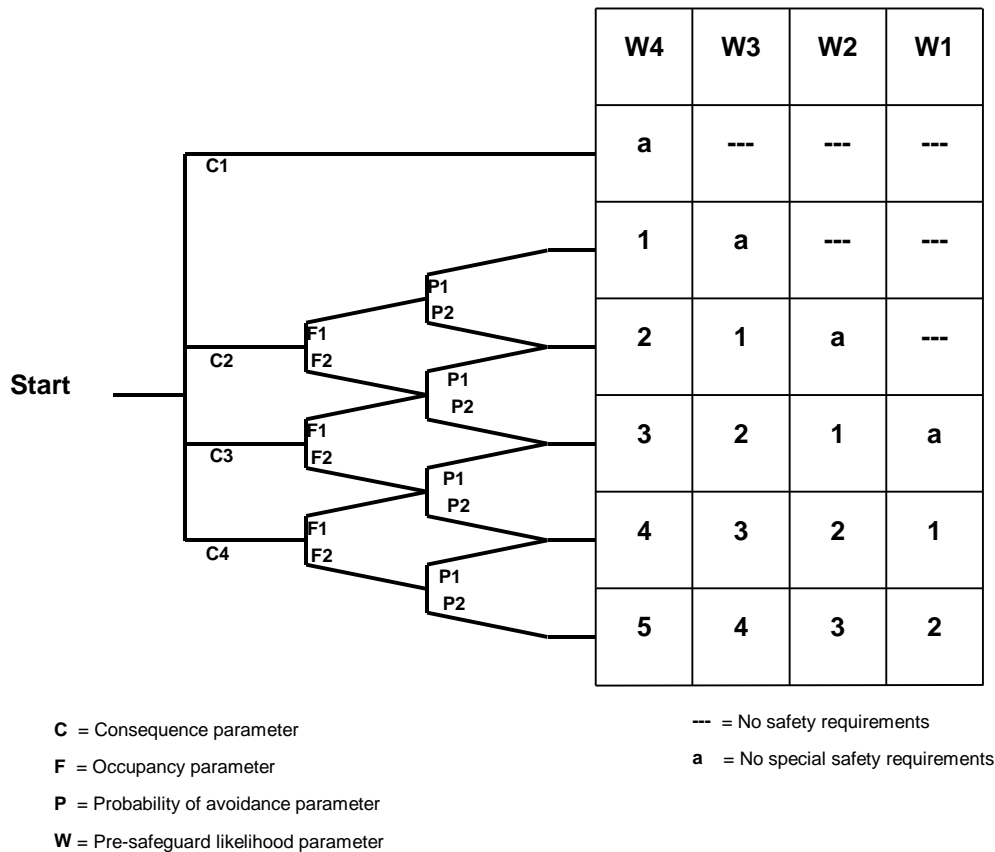 W4 W3 W2 W1
a --- --- ---
C1
1 a --- ---
P1
P2
F1
2 1 a ---
C2 F2
P1
Start
P2
F1
3 2 1 a
C3 F2
P1
P2
F1
4 3 2 1
C4 F2
P1
P2
5 4 3 2
C = Consequence parameter
F = Occupancy parameter
P = Probability of avoidance parameter
W = Pre-safeguard likelihood parameter
--- = No safety requirements
a = No special safety requirements